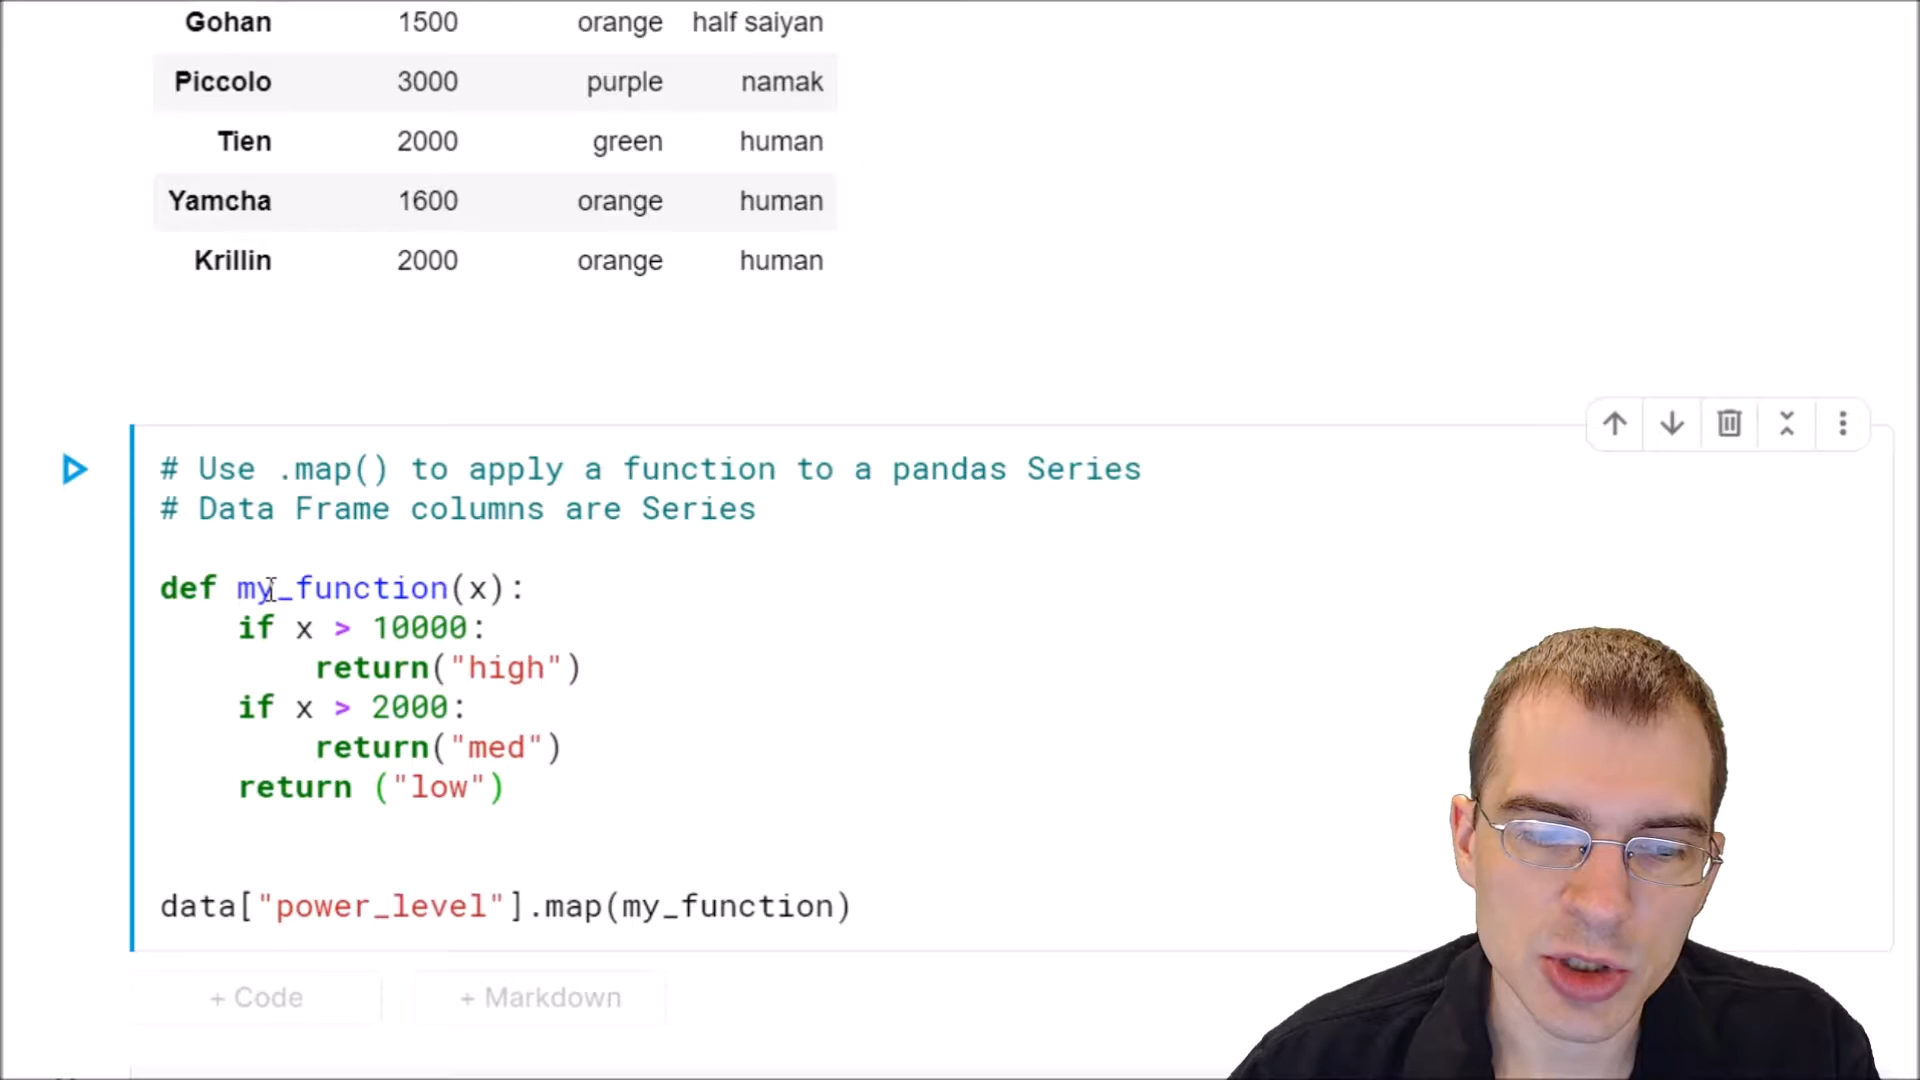 Gohan 1500 orange half saiyan
Piccolo 3000 purple namak
Tien 2000 green human
Yamcha 1600 orange human
Krillin 2000 orange human
# Use .map() to apply a function to a pandas Series
# Data Frame columns are Series
def my_function(x):
if x > 10000:
return("high")
if x > 2000:
return("med")
return ("low")
data["power_level"].map(my_function)
+ Code + Markdown